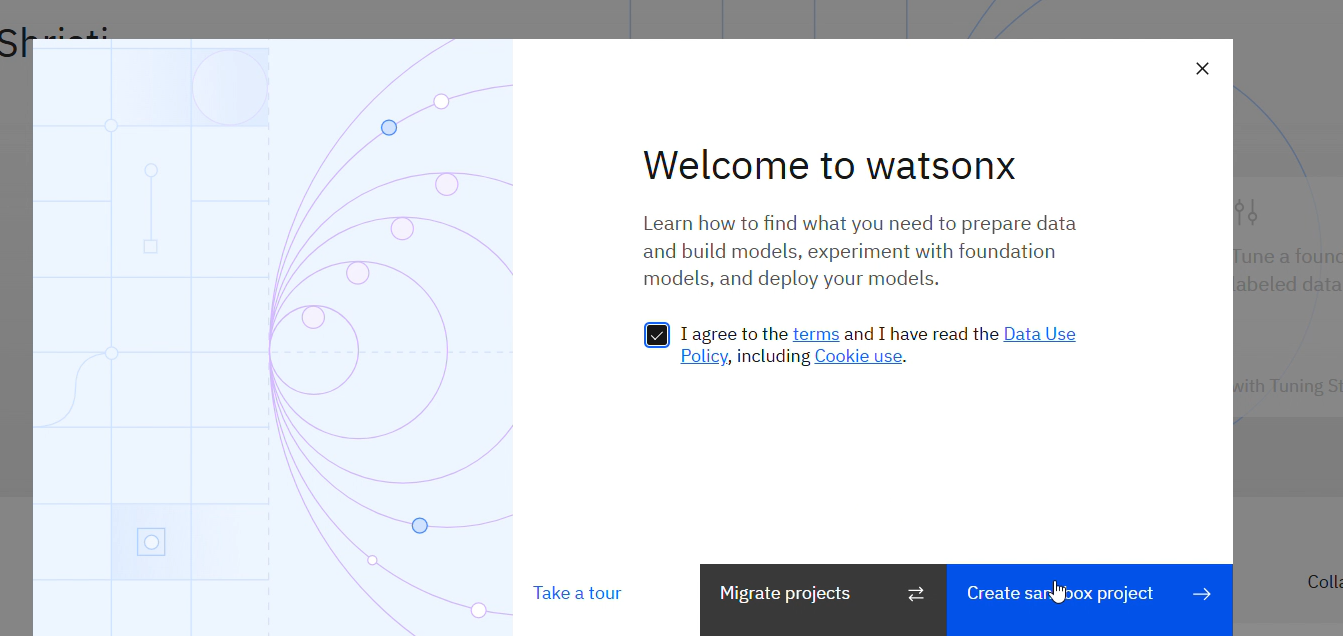 Shristi
Welcome to watsonx
Learn how to find what you need to prepare data
and build models, experiment with foundation
models, and deploy your models.
I agree to the terms and I have read the Data Use
Policy, including Cookie use.
Tune a found
labeled data
with Tuning St
Take a tour
Migrate projects
Create sandbox project
Colla